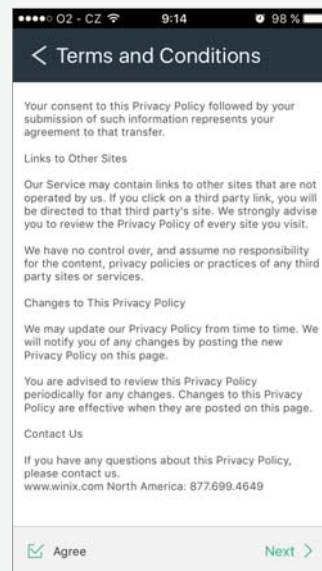 ●●●●○ O2 - CZ 9:14 98 %
< Terms and Conditions
Your consent to this Privacy Policy followed by your
submission of such information represents your
agreement to that transfer.
Links to Other Sites
Our Service may contain links to other sites that are not
operated by us. If you click on a third party link, you will
be directed to that third party's site. We strongly advise
you to review the Privacy Policy of every site you visit.
We have no control over, and assume no responsibility
for the content, privacy policies or practices of any third
party sites or services.
Changes to This Privacy Policy
We may update our Privacy Policy from time to time. We
will notify you of any changes by posting the new
Privacy Policy on this page.
You are advised to review this Privacy Policy
periodically for any changes. Changes to this Privacy
Policy are effective when they are posted on this page.
Contact Us
If you have any questions about this Privacy Policy,
please contact us.
www.winix.com North America: 877.699.4649
Agree Next >